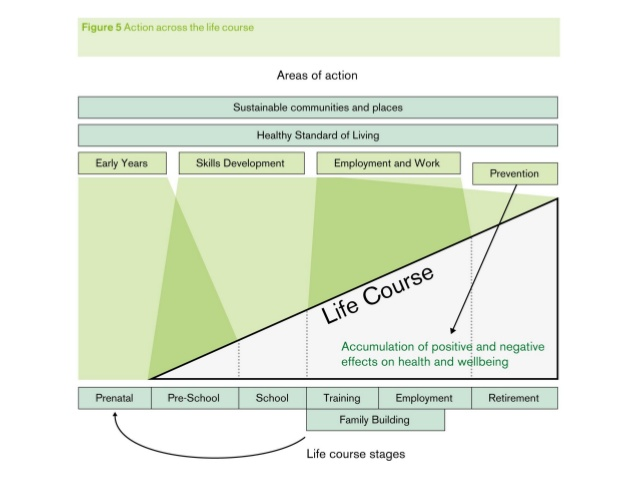 Figure 5 Action across the life course
Areas of action
Sustainable communities and places
Healthy Standard of Living
Early Years
Skills Development
Employment and Work
Prevention
Life Course
Accumulation of positive and negative
effects on health and wellbeing
Prenatal
Pre-School
School
Training
Employment
Retirement
Family Building
Life course stages